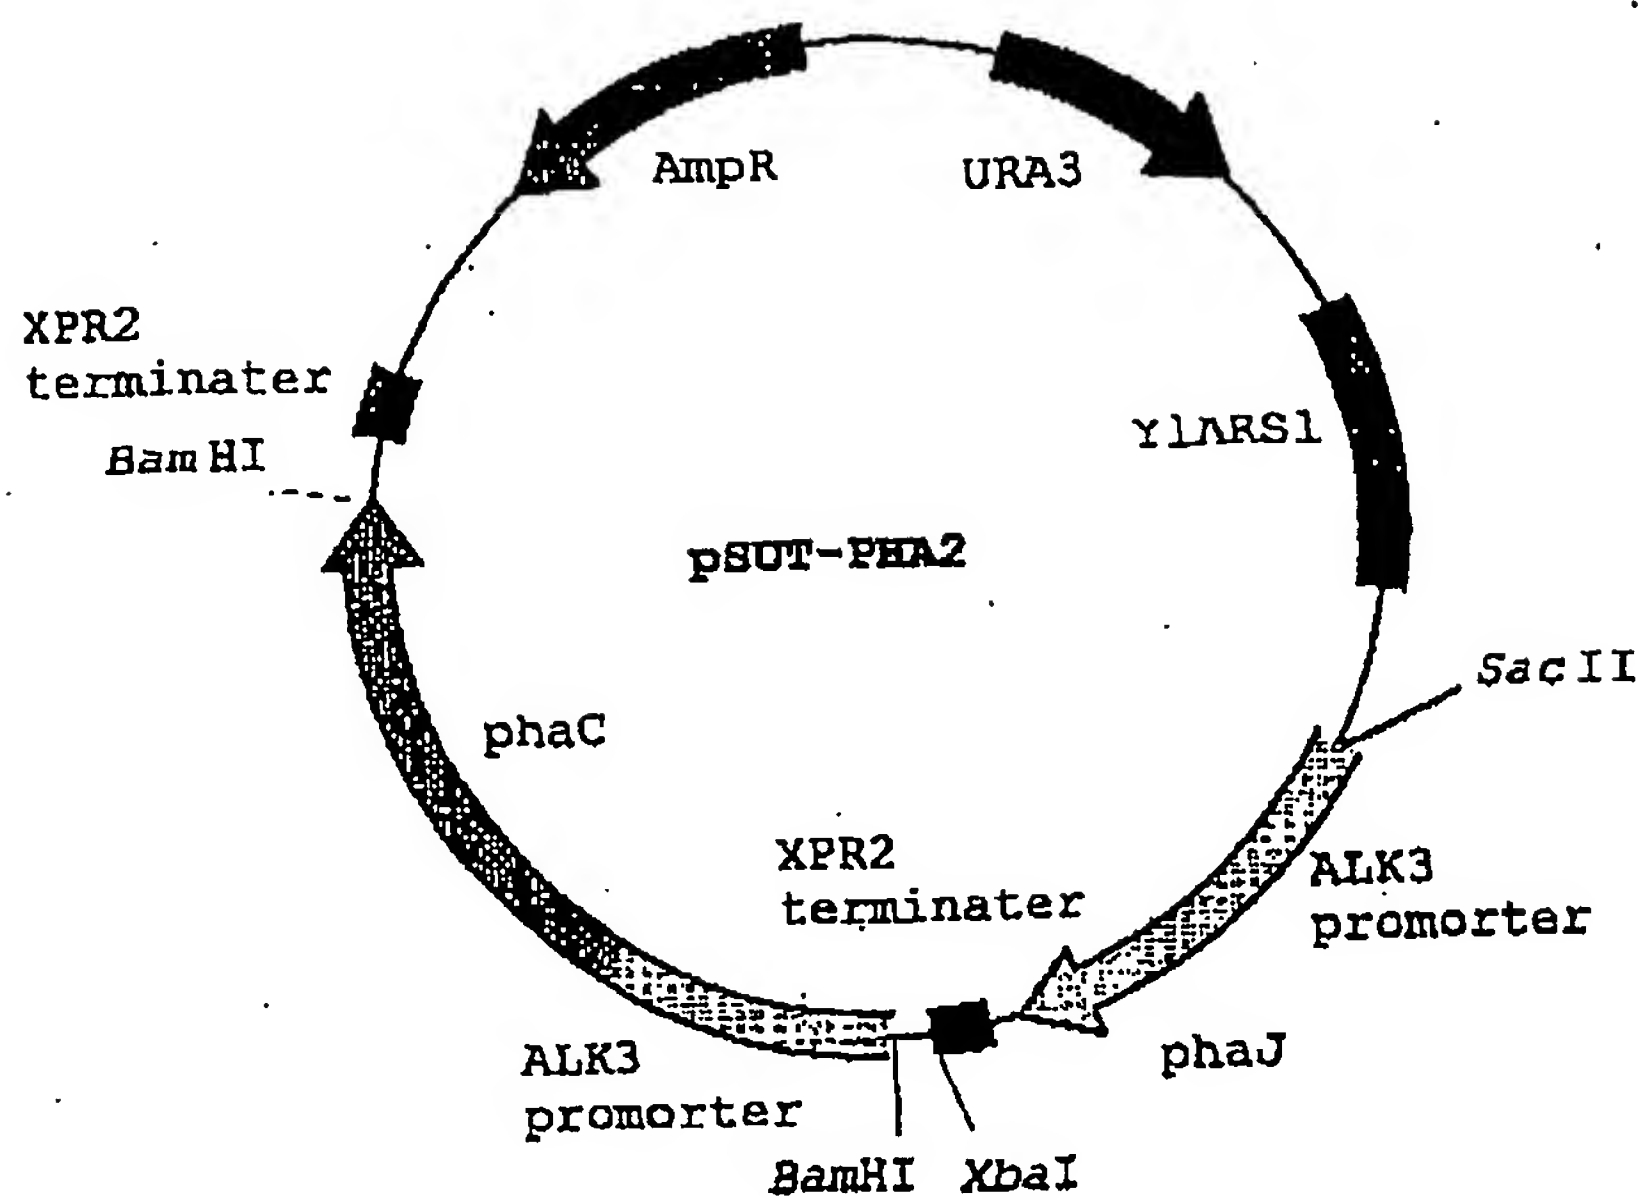 AmpR
URA3
XPR2
terminater
BamHI
YlARS1
pSUT-PHA2
SacII
phaC
XPR2
terminater
ALK3
promorter
ALK3
promorter
phaJ
BamHI
XbaI